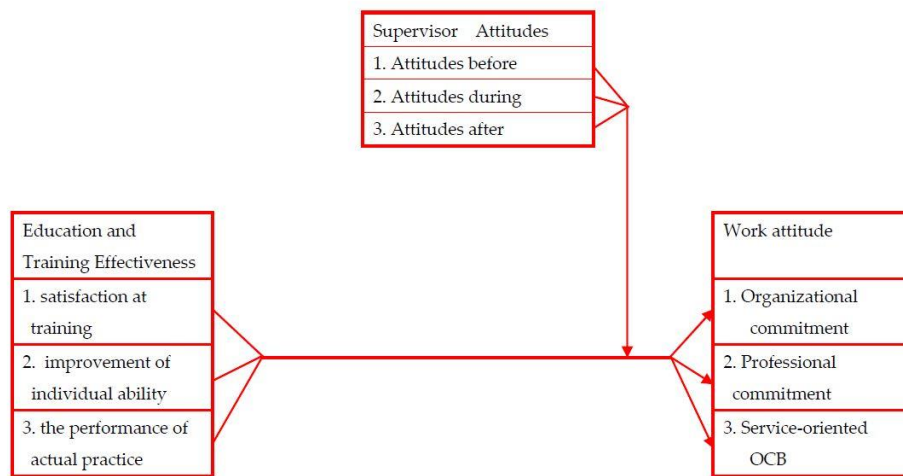 Supervisor Attitudes
1. Attitudes before
2. Attitudes during
3. Attitudes after
Education and
Training Effectiveness
1. satisfaction at
training
2. improvement of
individual ability
3. the performance of
actual practice
Work attitude
1. Organizational
commitment
2. Professional
commitment
3. Service-oriented
OCB